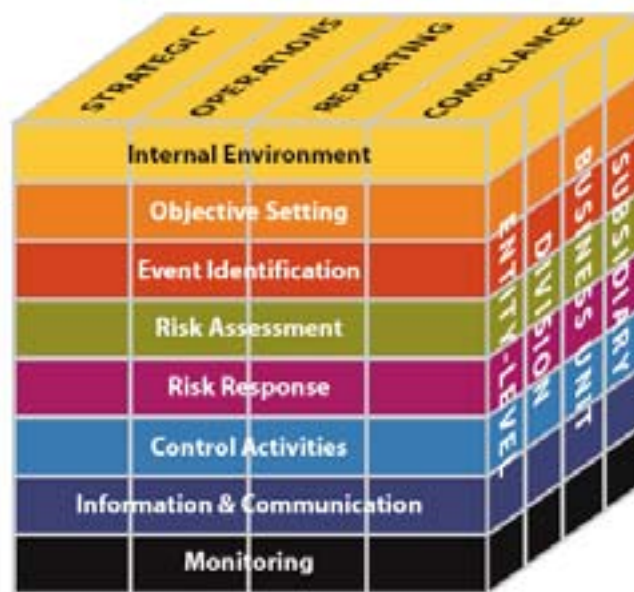 STRATEGIC
OPERATIONS
REPORTING
COMPLIANCE
Internal Environment
Objective Setting
Event Identification
Risk Assessment
Risk Response
Control Activities
Information & Communication
Monitoring
ENTITY-LEVEL
DIVISION
BUSINESS UNIT
SUBSIDIARY